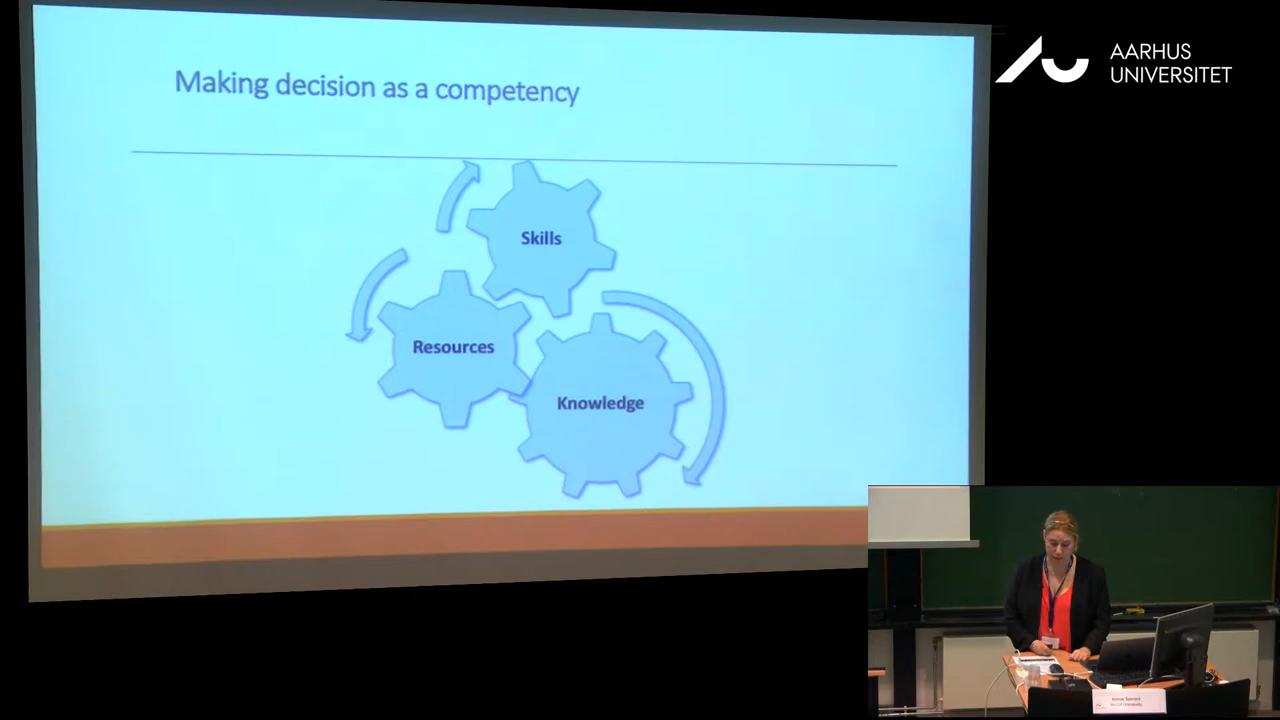 Making decision as a competency
AARHUS
UNIVERSITET
Skills
Resources
Knowledge